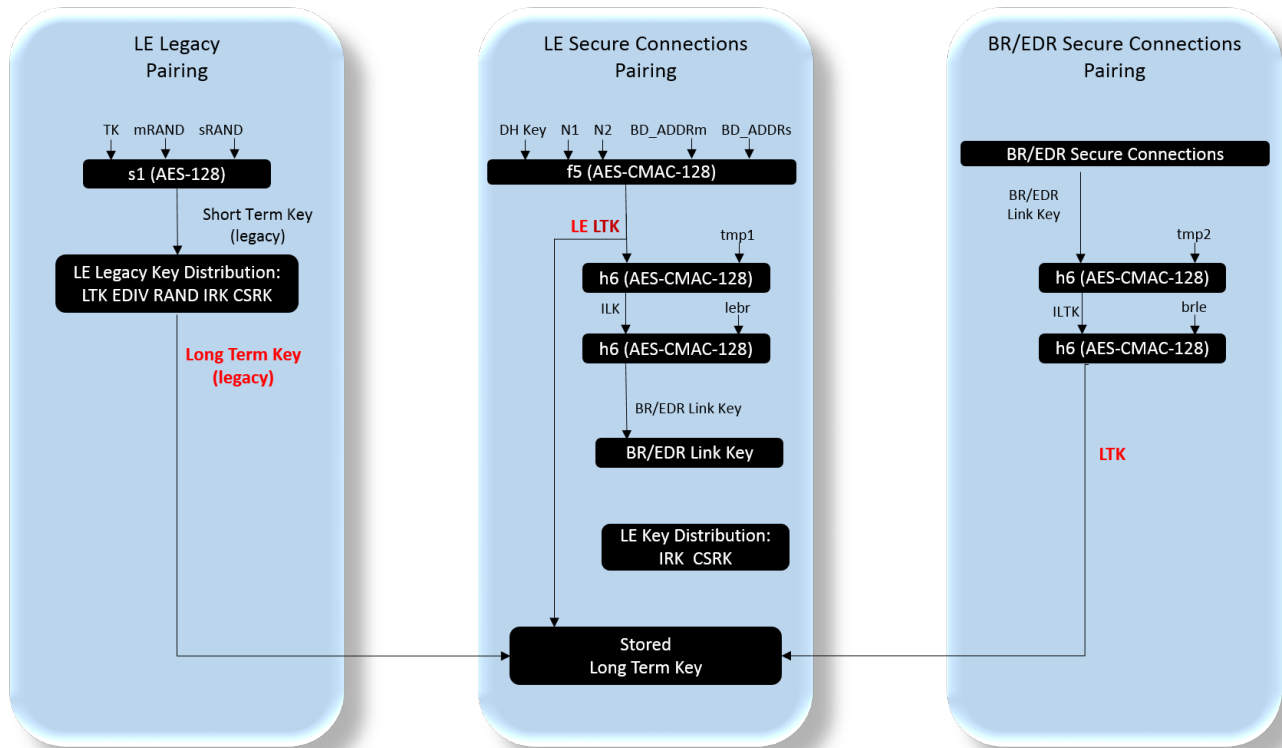 LE Legacy
Pairing
TK mRAND sRAND
s1 (AES-128)
Short Term Key
(legacy)
LE Legacy Key Distribution:
LTK EDIV RAND IRK CSRK
Long Term Key
(legacy)
LE Secure Connections
Pairing
DH Key N1 N2 BD_ADDRm BD_ADDRs
f5 (AES-CMAC-128)
LE LTK
tmp1
h6 (AES-CMAC-128)
ILK lebr
h6 (AES-CMAC-128)
BR/EDR Link Key
BR/EDR Link Key
LE Key Distribution:
IRK CSRK
Stored
Long Term Key
BR/EDR Secure Connections
Pairing
BR/EDR Secure Connections
BR/EDR
Link Key
tmp2
h6 (AES-CMAC-128)
ILTK brle
h6 (AES-CMAC-128)
LTK